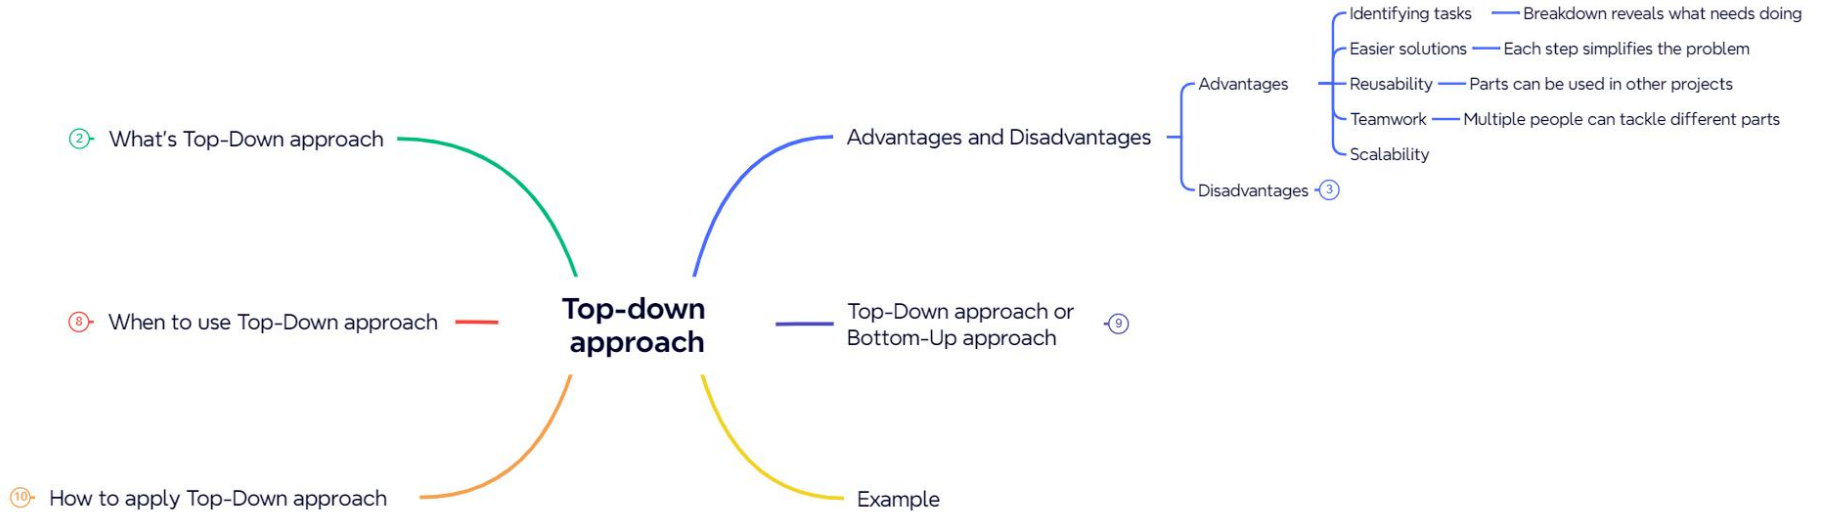 Identifying tasks
Breakdown reveals what needs doing
Easier solutions
Each step simplifies the problem
Advantages
Reusability
Parts can be used in other projects
Teamwork
Multiple people can tackle different parts
2
What's Top-Down approach
Advantages and Disadvantages
Scalability
Disadvantages
3
Top-down
approach
8
When to use Top-Down approach
Top-Down approach or
Bottom-Up approach
9
10
How to apply Top-Down approach
Example